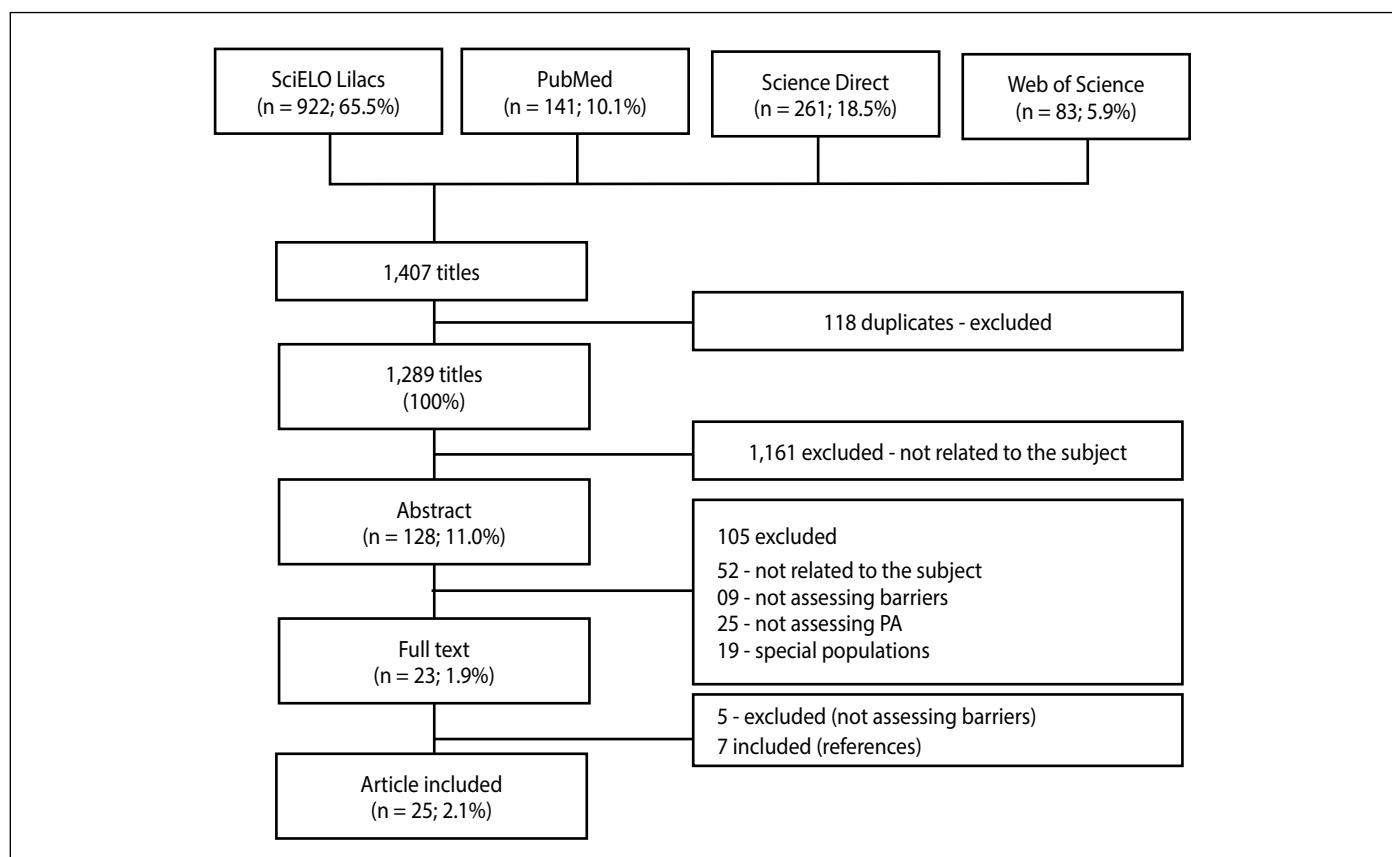 SciELO Lilacs
(n = 922; 65.5%)
PubMed
(n = 141; 10.1%)
Science Direct
(n = 261; 18.5%)
Web of Science
(n = 83; 5.9%)
1,407 titles
118 duplicates - excluded
1,289 titles
(100%)
1,161 excluded - not related to the subject
Abstract
(n = 128; 11.0%)
105 excluded
52 - not related to the subject
09 - not assessing barriers
25 - not assessing PA
19 - special populations
Full text
(n = 23; 1.9%)
5 - excluded (not assessing barriers)
7 included (references)
Article included
(n = 25; 2.1%)